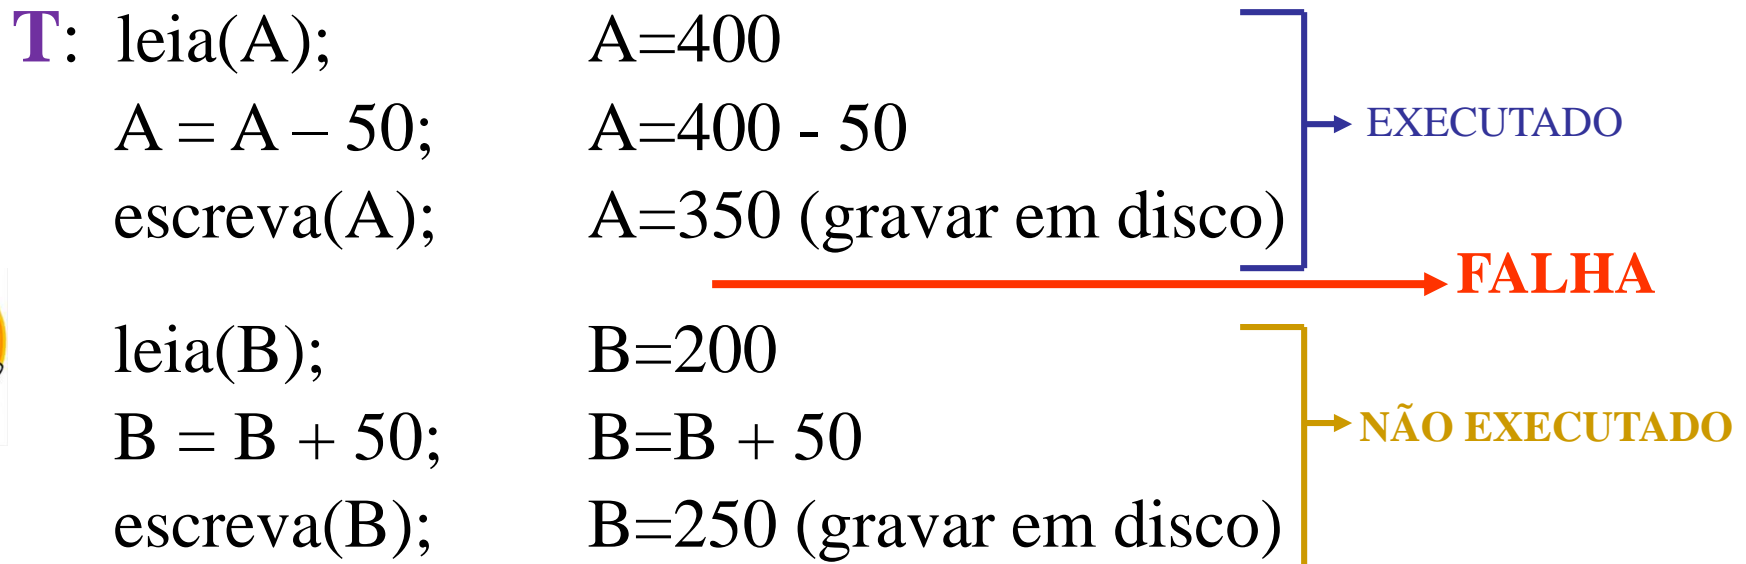 T: leia(A); A=400
A = A – 50; A=400 - 50 EXECUTADO
escreva(A); A=350 (gravar em disco)
FALHA
leia(B); B=200
B = B + 50; B=B + 50 NÃO EXECUTADO
escreva(B); B=250 (gravar em disco)